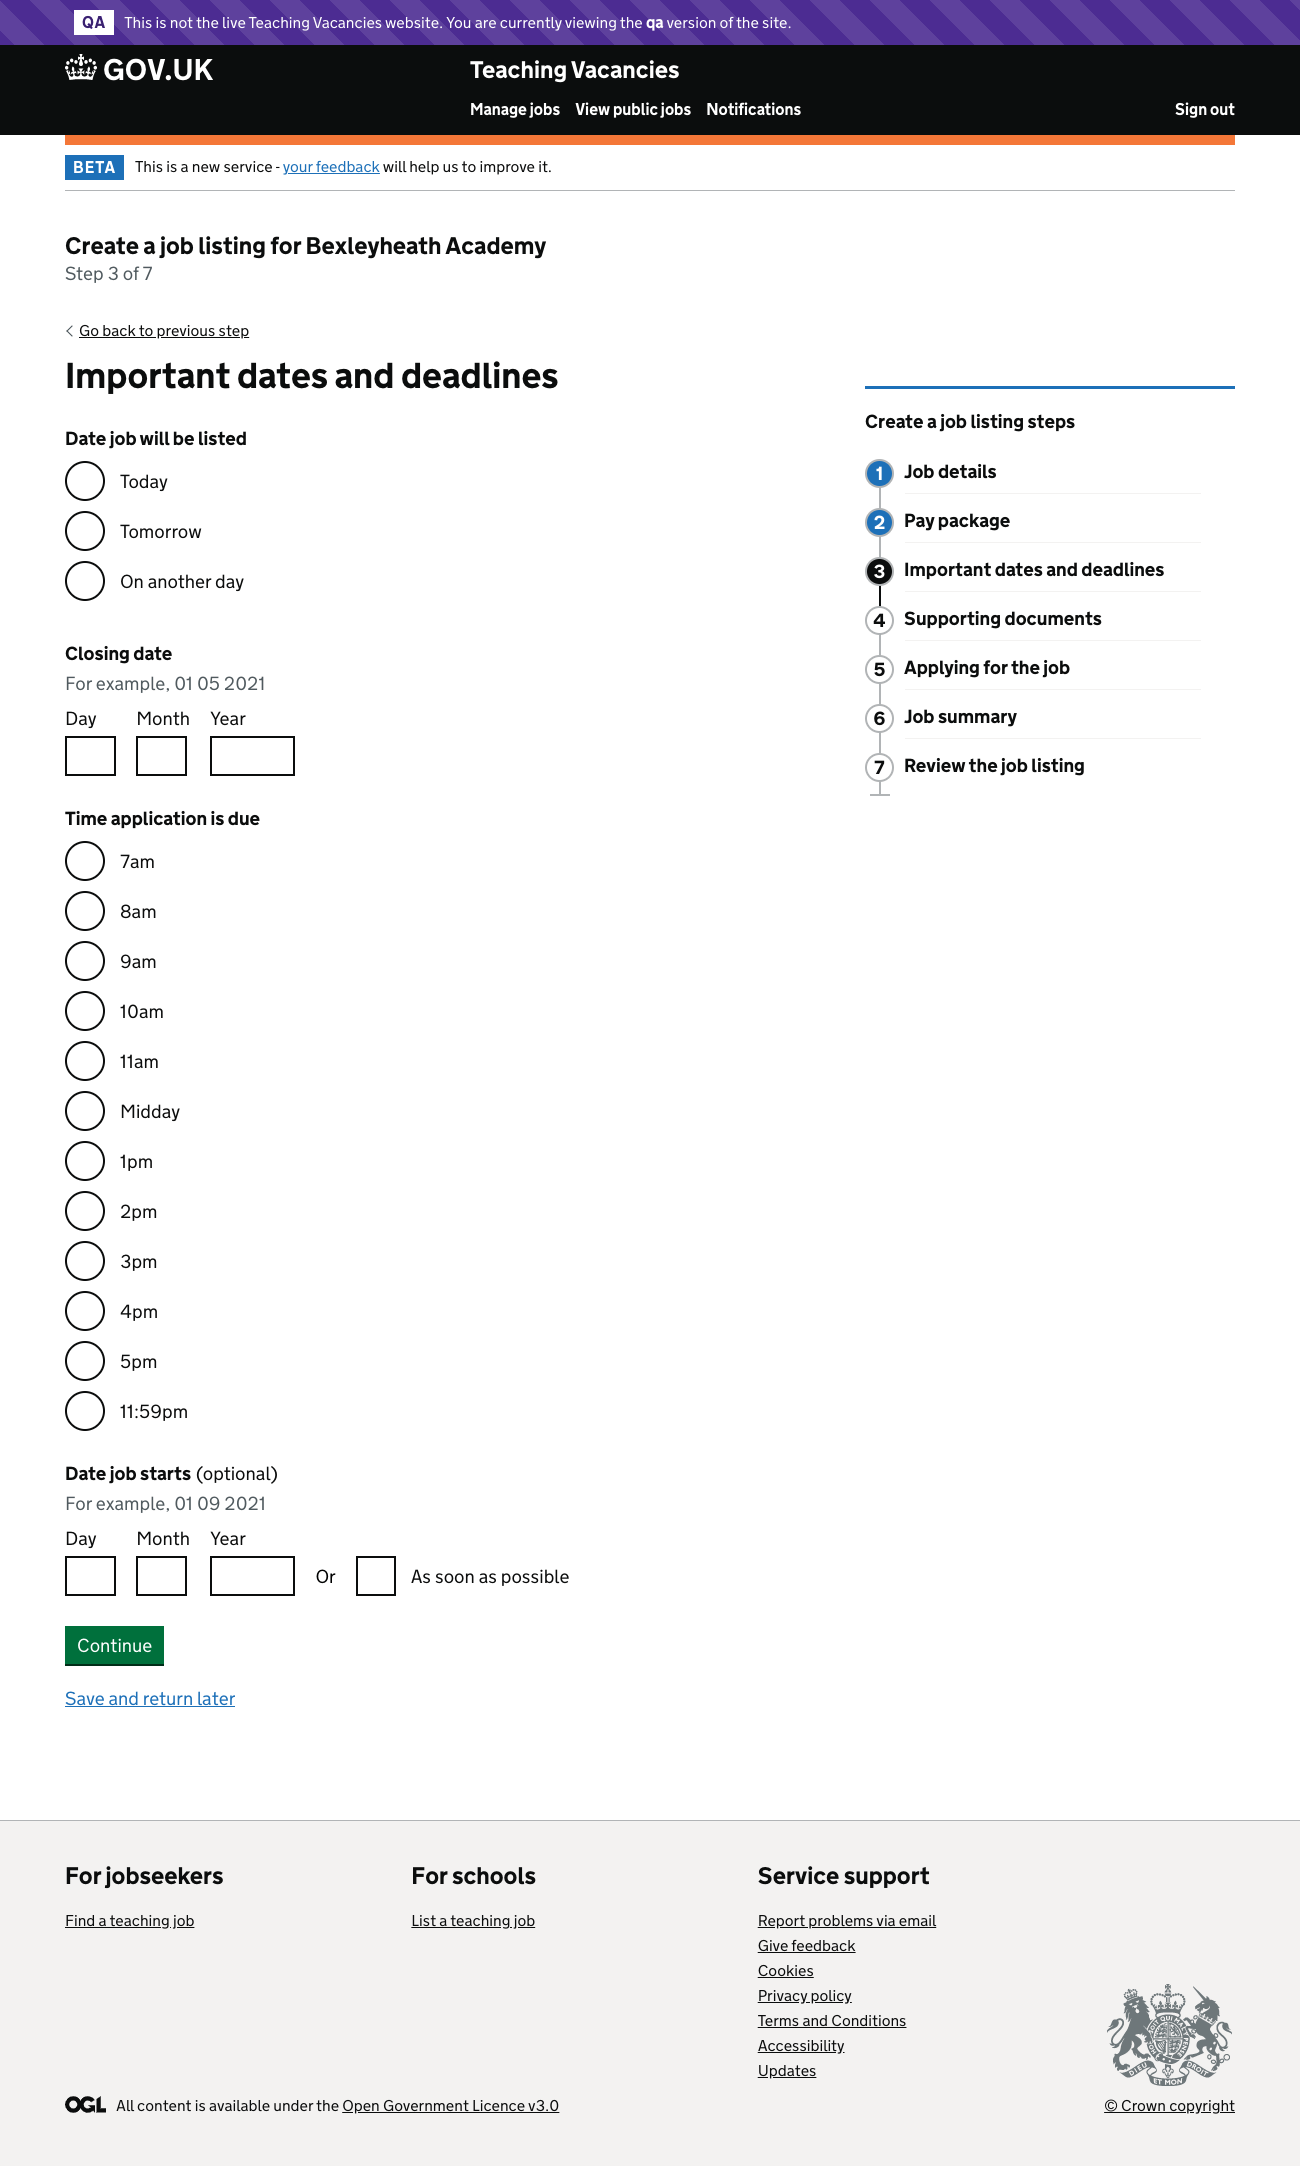 QA This is not the live Teaching Vacancies website. You are currently viewing the qa version of the site.
GOV.UK
Teaching Vacancies
Manage jobs View public jobs Notifications Sign out
BETA This is a new service - your feedback will help us to improve it.
Create a job listing for Bexleyheath Academy
Step 3 of 7
Go back to previous step
Important dates and deadlines
Date job will be listed
Today
Tomorrow
On another day
Closing date
For example, 01 05 2021
Day Month Year
Time application is due
7am
8am
9am
10am
11am
Midday
1pm
2pm
3pm
4pm
5pm
11:59pm
Date job starts (optional)
For example, 01 09 2021
Day Month Year
Or As soon as possible
Continue
Save and return later
Create a job listing steps
1 Job details
2 Pay package
3 Important dates and deadlines
4 Supporting documents
5 Applying for the job
6 Job summary
7 Review the job listing
For jobseekers
Find a teaching job
For schools
List a teaching job
Service support
Report problems via email
Give feedback
Cookies
Privacy policy
Terms and Conditions
Accessibility
Updates
OGL All content is available under the Open Government Licence v3.0
© Crown copyright